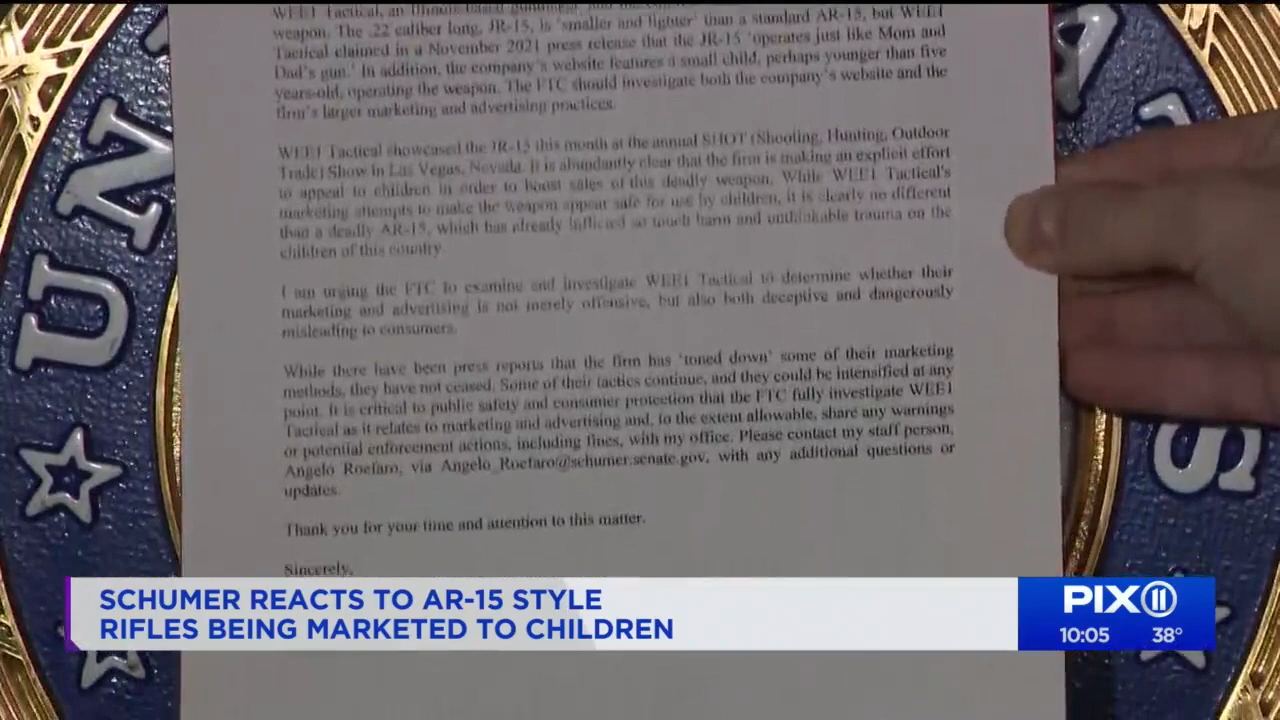 WEE1 Tactical, an Illinois-based gunmaker,
weapon. The .22 caliber long, JR-15, is 'smaller and lighter' than a standard AR-15, but WEE1
Tactical claimed in a November 2021 press release that the JR-15 'operates just like Mom and
Dad's gun.' In addition, the company's website features a small child, perhaps younger than five
years-old, operating the weapon. The FTC should investigate both the company's website and the
firm's larger marketing and advertising practices.
WEE1 Tactical showcased the JR-15 this month at the annual SHOT (Shooting, Hunting, Outdoor
Trade) Show in Las Vegas, Nevada. It is abundantly clear that the firm is making an explicit effort
to appeal to children in order to boost sales of this deadly weapon. While WEE1 Tactical's
marketing attempts to make the weapon appear safe for use by children, it is clearly no different
than a deadly AR-15, which has already inflicted so much harm and unthinkable trauma on the
children of this country.
I am urging the FTC to examine and investigate WEE1 Tactical to determine whether their
marketing and advertising is not merely offensive, but also both deceptive and dangerously
misleading to consumers.
While there have been press reports that the firm has 'toned down' some of their marketing
methods, they have not ceased. Some of their tactics continue, and they could be intensified at any
point. It is critical to public safety and consumer protection that the FTC fully investigate WEE1
Tactical as it relates to marketing and advertising and, to the extent allowable, share any warnings
or potential enforcement actions, including fines, with my office. Please contact my staff person,
Angelo Roefaro, via Angelo_Roefaro@schumer.senate.gov, with any additional questions or
updates.
Thank you for your time and attention to this matter.
Sincerely,
SCHUMER REACTS TO AR-15 STYLE
RIFLES BEING MARKETED TO CHILDREN
PIX11
10:05 38°
UN
A
S